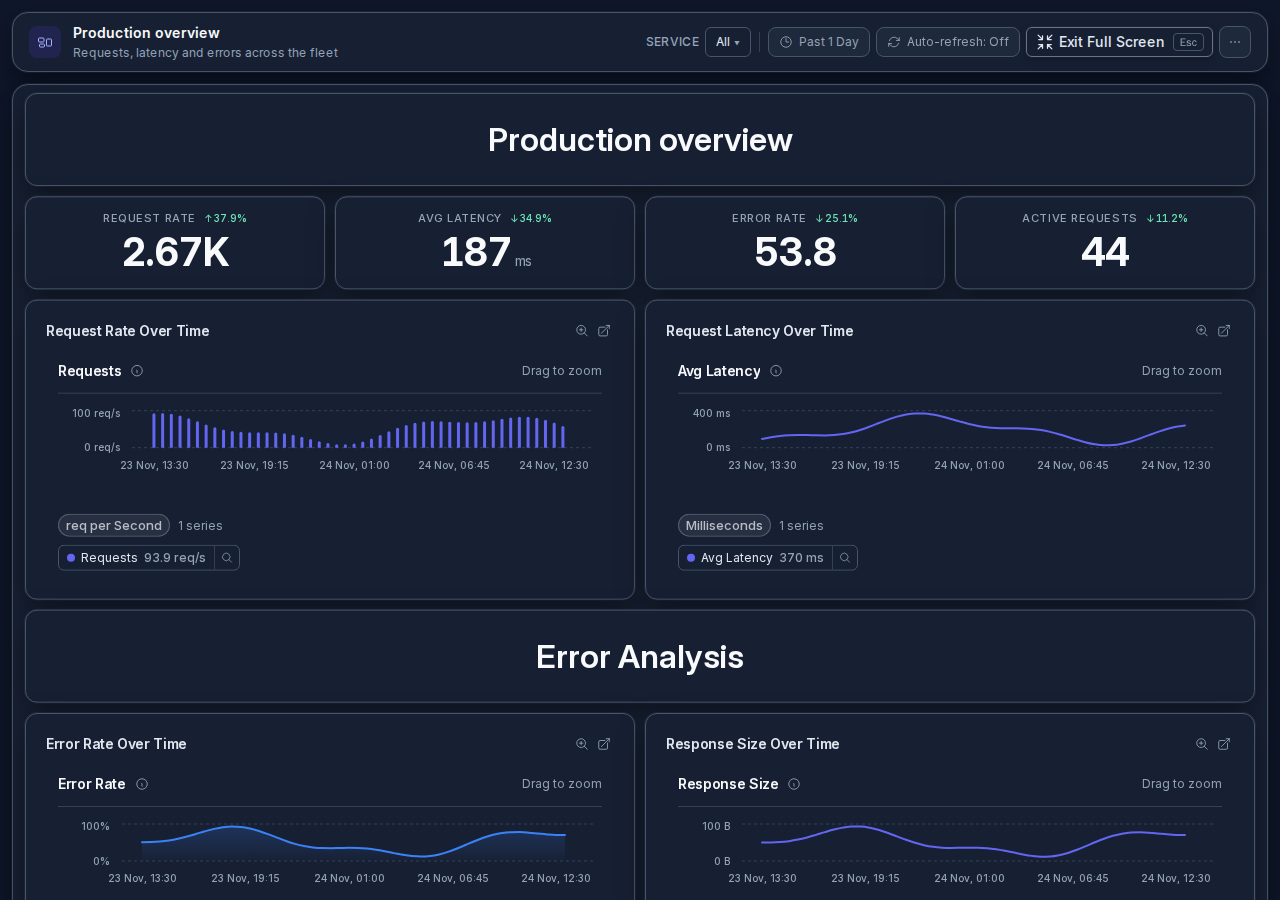 Production overview
Requests, latency and errors across the fleet
SERVICE All ▾ Past 1 Day Auto-refresh: Off Exit Full Screen Esc ···
Production overview
REQUEST RATE ↑37.9%
2.67K
AVG LATENCY ↓34.9%
187 ms
ERROR RATE ↓25.1%
53.8
ACTIVE REQUESTS ↓11.2%
44
Request Rate Over Time
Requests Drag to zoom
100 req/s
0 req/s
23 Nov, 13:30 23 Nov, 19:15 24 Nov, 01:00 24 Nov, 06:45 24 Nov, 12:30
req per Second 1 series
Requests 93.9 req/s
Request Latency Over Time
Avg Latency Drag to zoom
400 ms
0 ms
23 Nov, 13:30 23 Nov, 19:15 24 Nov, 01:00 24 Nov, 06:45 24 Nov, 12:30
Milliseconds 1 series
Avg Latency 370 ms
Error Analysis
Error Rate Over Time
Error Rate Drag to zoom
100%
0%
23 Nov, 13:30 23 Nov, 19:15 24 Nov, 01:00 24 Nov, 06:45 24 Nov, 12:30
Response Size Over Time
Response Size Drag to zoom
100 B
0 B
23 Nov, 13:30 23 Nov, 19:15 24 Nov, 01:00 24 Nov, 06:45 24 Nov, 12:30